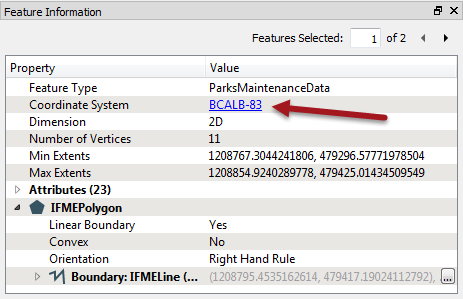 Feature Information
Features Selected: 1 of 2
Property Value
Feature Type ParksMaintenanceData
Coordinate System BCALB-83
Dimension 2D
Number of Vertices 11
Min Extents 1208767.3044241806, 479296.57771978504
Max Extents 1208854.9240289778, 479425.01434509549
Attributes (23)
IFMEPolygon
Linear Boundary Yes
Convex No
Orientation Right Hand Rule
Boundary: IFMELine (... (1208795.4535162614, 479417.19024112792), ...